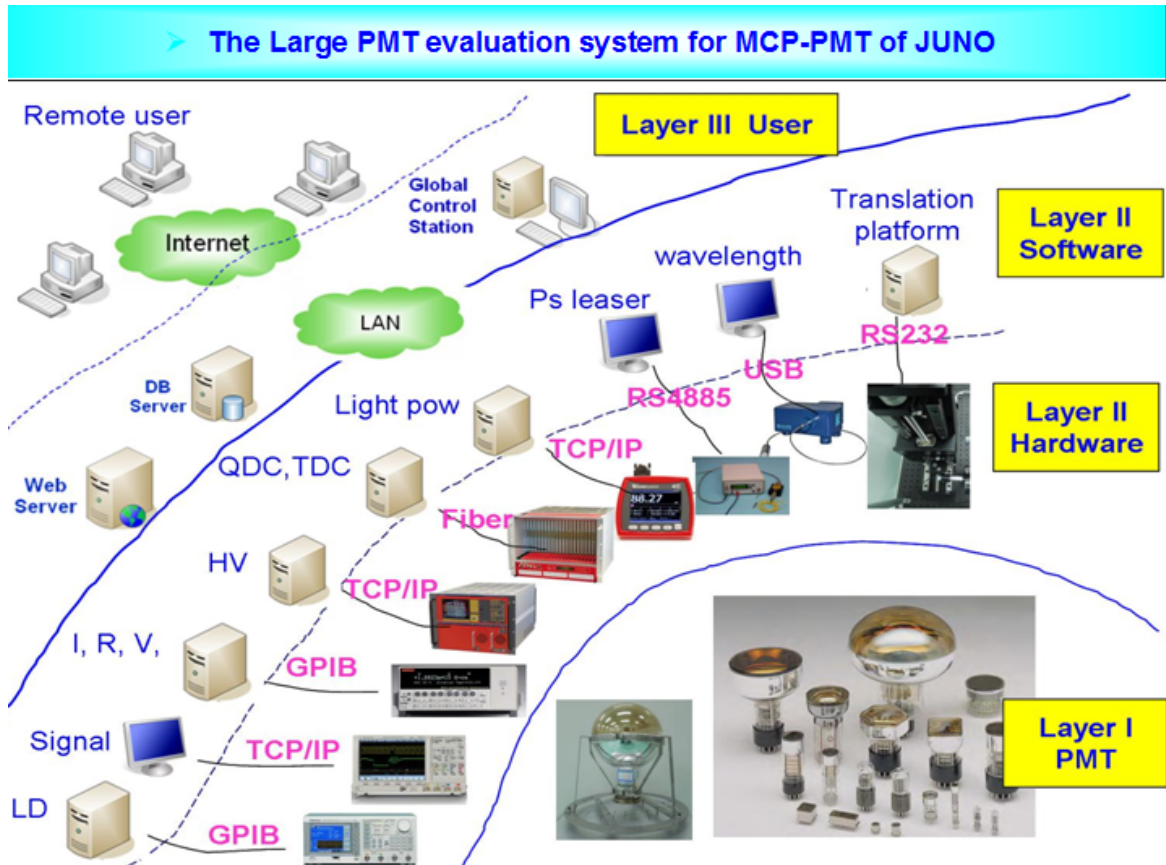 The Large PMT evaluation system for MCP-PMT of JUNO
Remote user
Layer III User
Global
Control
Station
Internet
Translation
platform
Layer II
Software
wavelength
Ps leaser
LAN
RS232
USB
RS4885
DB
Server
Light pow
TCP/IP
Layer II
Hardware
QDC,TDC
88.27
Web
Server
Fiber
HV
TCP/IP
I, R, V,
GPIB
Signal
TCP/IP
Layer I
PMT
LD
GPIB